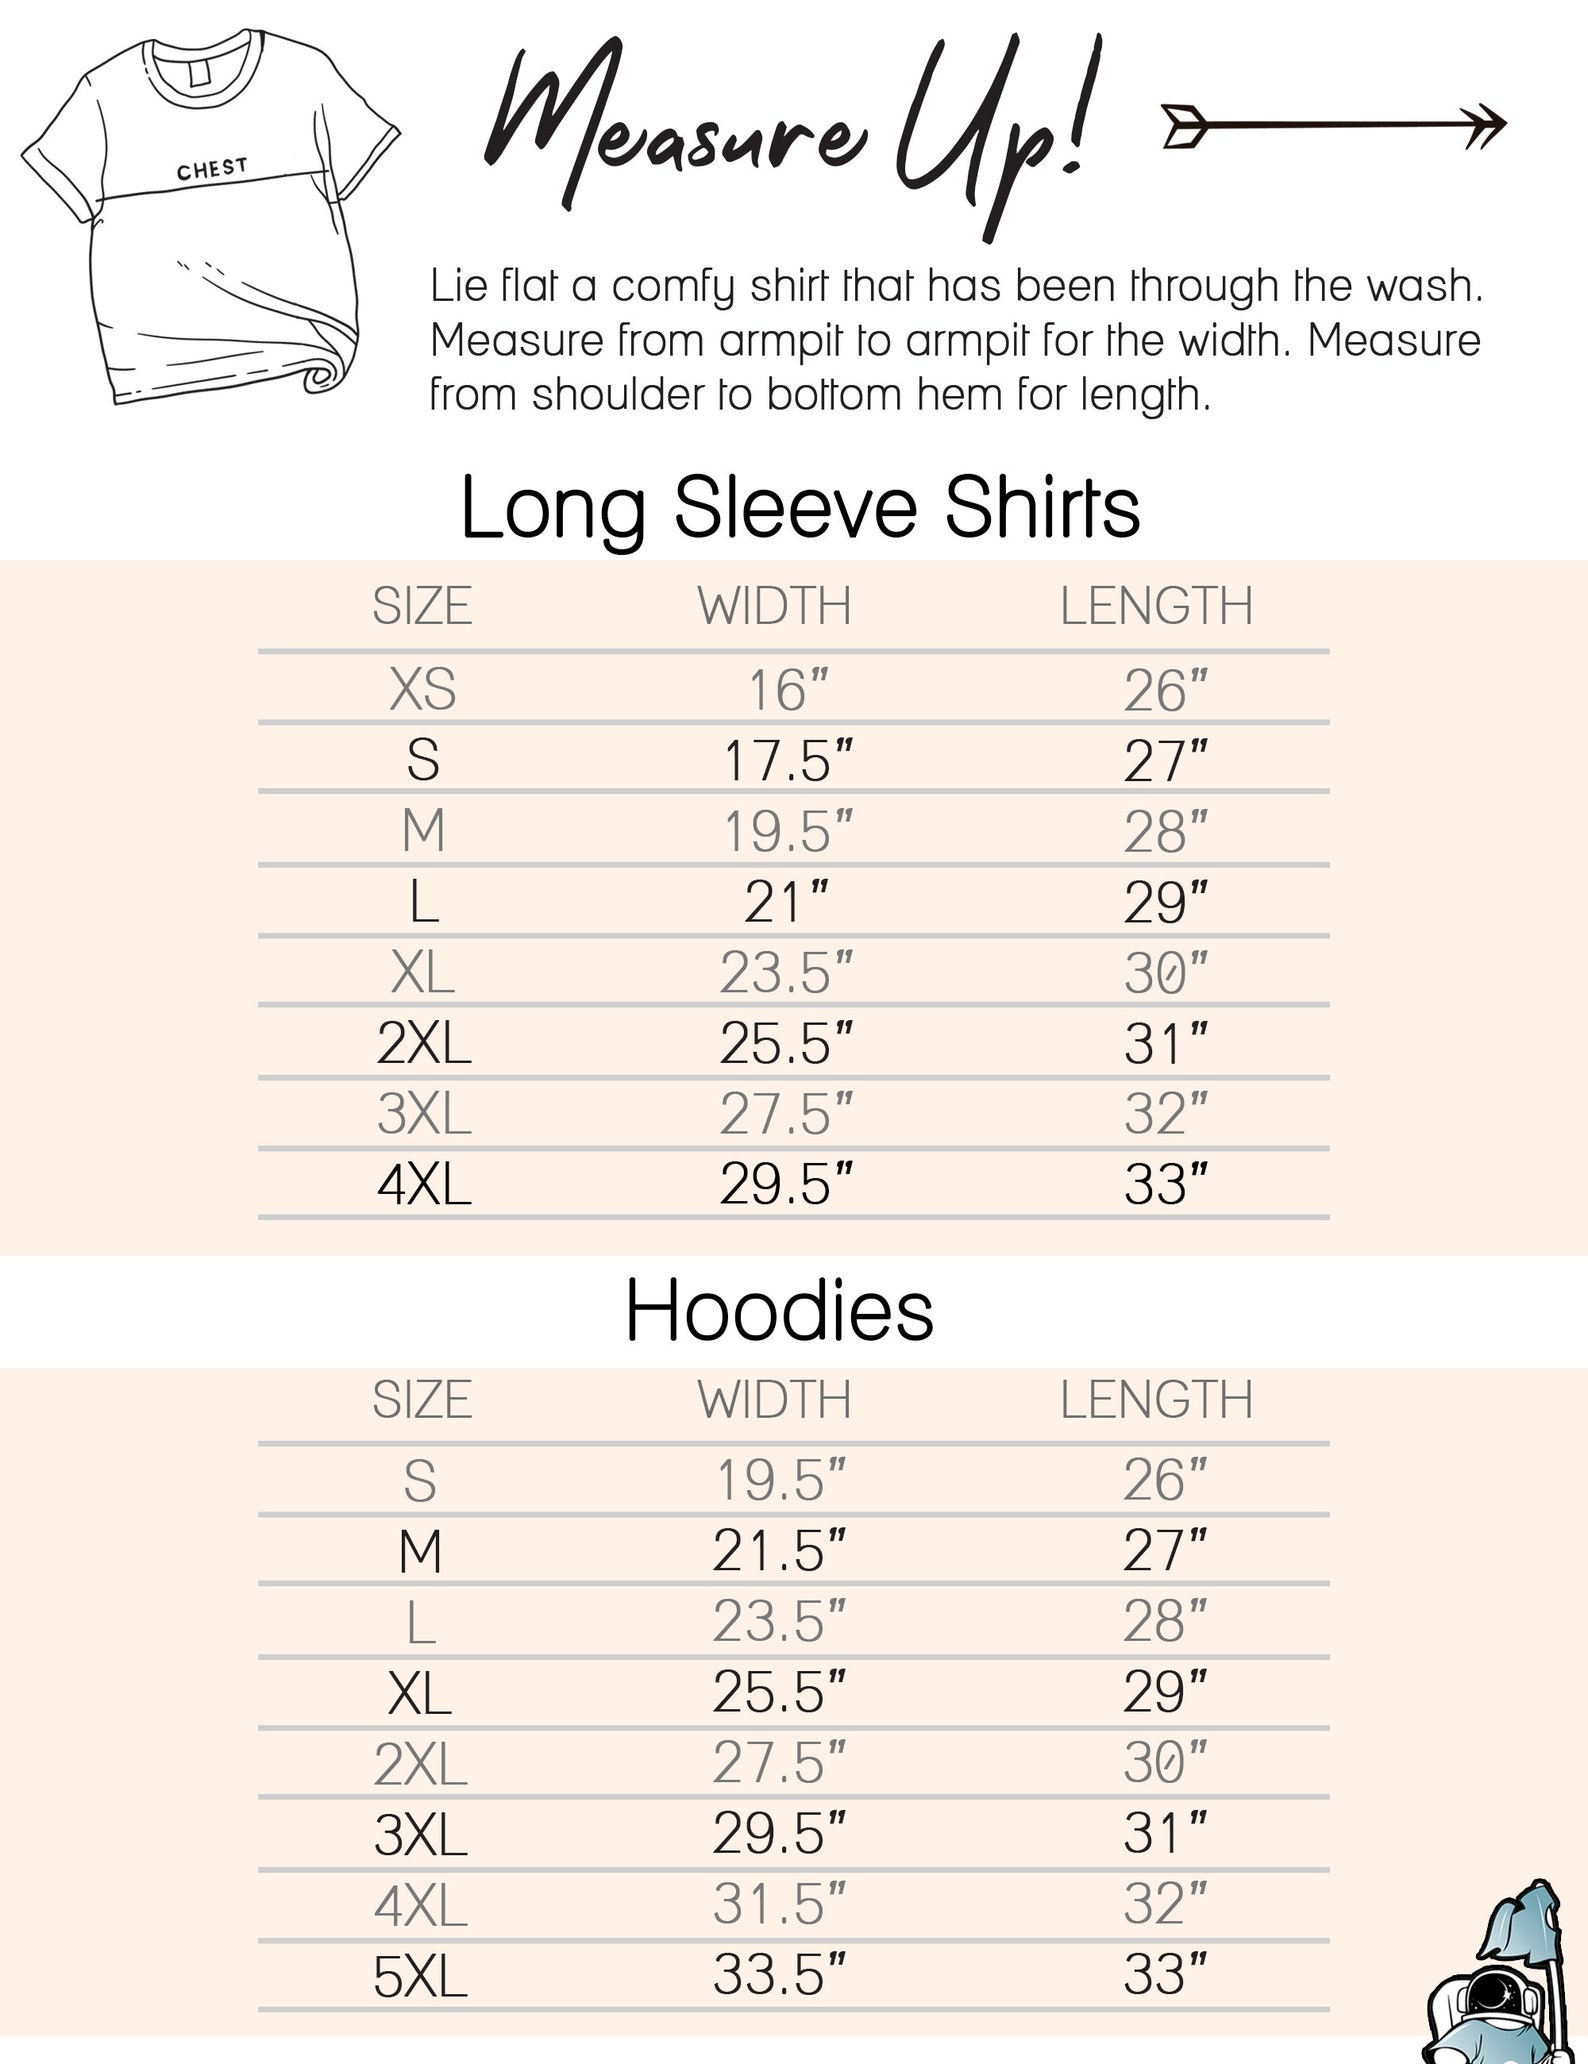 CHEST
Measure Up!
Lie flat a comfy shirt that has been through the wash.
Measure from armpit to armpit for the width. Measure
from shoulder to bottom hem for length.
Long Sleeve Shirts
SIZE WIDTH LENGTH
XS 16" 26"
S 17.5" 27"
M 19.5" 28"
L 21" 29"
XL 23.5" 30"
2XL 25.5" 31"
3XL 27.5" 32"
4XL 29.5" 33"
Hoodies
SIZE WIDTH LENGTH
S 19.5" 26"
M 21.5" 27"
L 23.5" 28"
XL 25.5" 29"
2XL 27.5" 30"
3XL 29.5" 31"
4XL 31.5" 32"
5XL 33.5" 33"